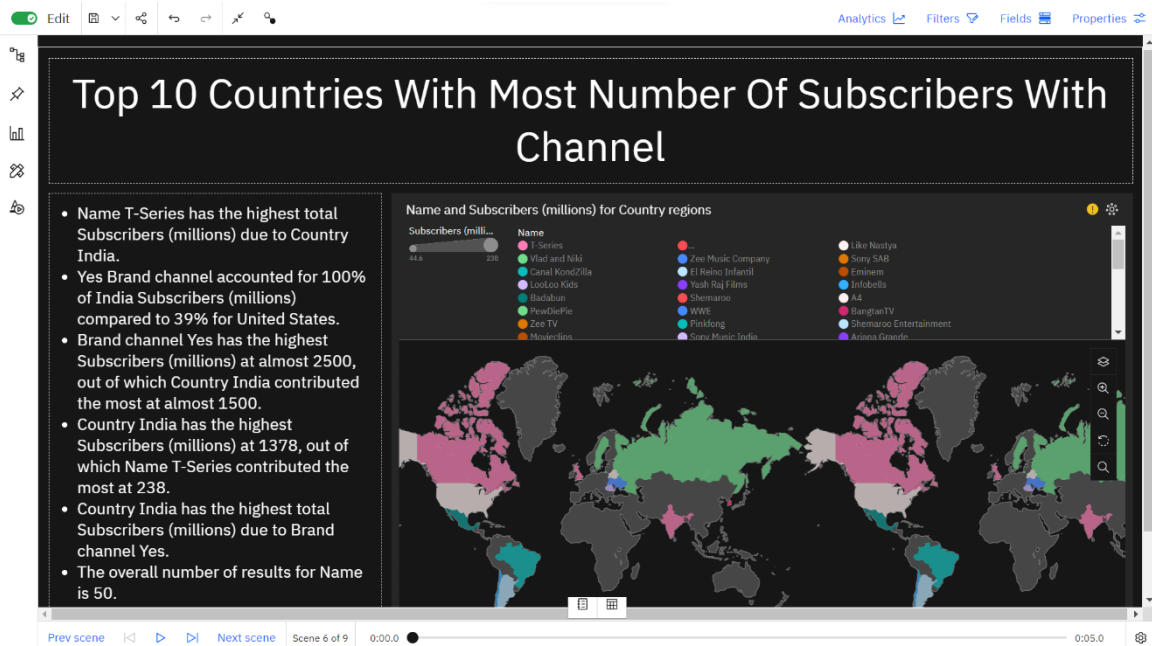 Edit
Analytics
Filters
Fields
Properties
Top 10 Countries With Most Number Of Subscribers With
Channel
Name T-Series has the highest total
Subscribers (millions) due to Country
India.
Yes Brand channel accounted for 100%
of India Subscribers (millions)
compared to 39% for United States.
Brand channel Yes has the highest
Subscribers (millions) at almost 2500,
out of which Country India contributed
the most at almost 1500.
Country India has the highest
Subscribers (millions) at 1378, out of
which Name T-Series contributed the
most at 238.
Country India has the highest total
Subscribers (millions) due to Brand
channel Yes.
The overall number of results for Name
is 50.
Name and Subscribers (millions) for Country regions
Subscribers (milli...
44.6 238
Name
T-Series ... Like Nastya
Vlad and Niki Zee Music Company Sony SAB
Canal KondZilla El Reino Infantil Eminem
LooLoo Kids Yash Raj Films Infobells
Badabun Shemaroo A4
PewDiePie WWE BangtanTV
Zee TV Pinkfong Shemaroo Entertainment
Movieclips Sony Music India Ariana Grande
Prev scene
Next scene
Scene 6 of 9
0:00.0
0:05.0